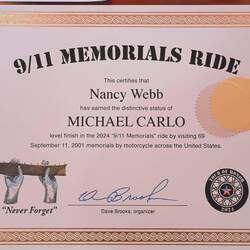 9/11 MEMORIALS RIDE
This certifies that
Nancy Webb
has earned the distinctive status of
MICHAEL CARLO
level finish in the 2024 "9/11 Memorials" ride by visiting 69
September 11, 2001 memorials by motorcycle across the United States.
"Never Forget"
Dave Brooks, organizer